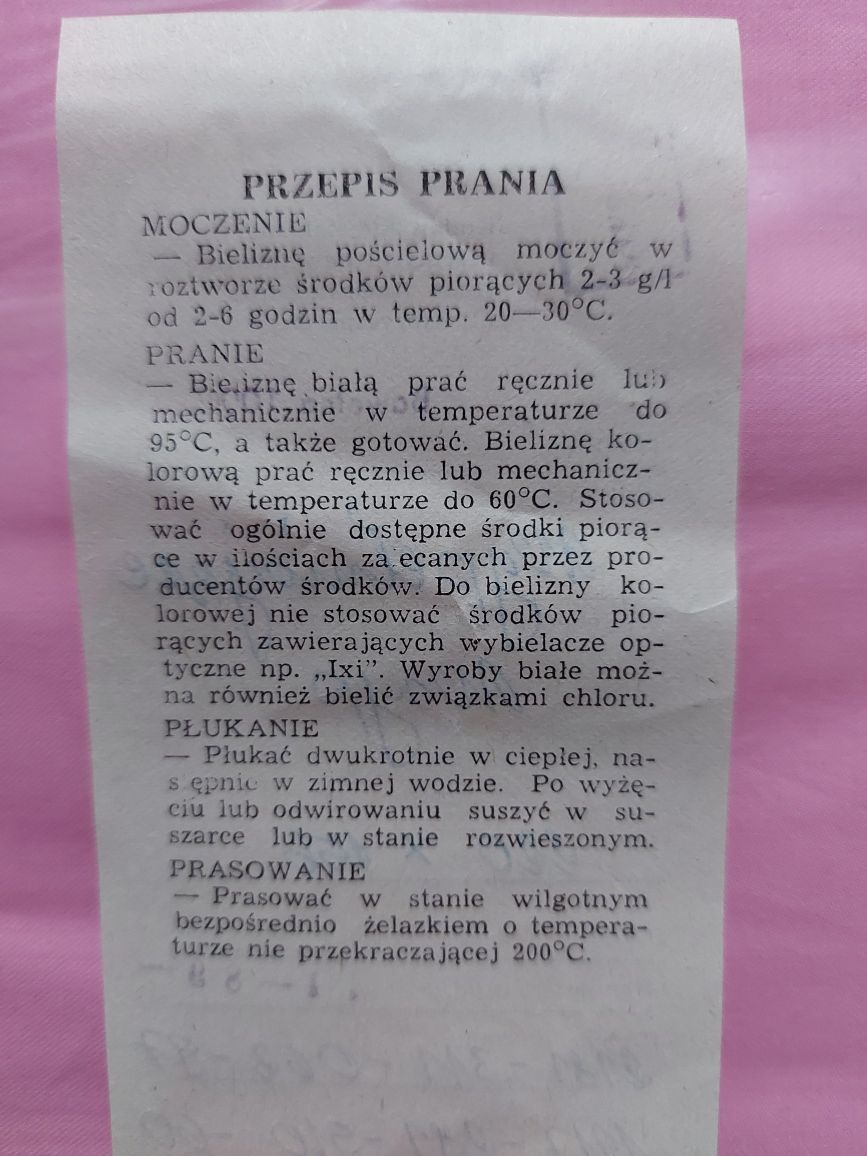 PRZEPIS PRANIA
MOCZENIE
— Bieliznę pościelową moczyć w
roztworze środków piorących 2-3 g/l
od 2-6 godzin w temp. 20—30°C.
PRANIE
— Bieliznę białą prać ręcznie lub
mechanicznie w temperaturze do
95°C, a także gotować. Bieliznę ko-
lorową prać ręcznie lub mechanicz-
nie w temperaturze do 60°C. Stoso-
wać ogólnie dostępne środki piorą-
ce w ilościach za ecanych przez pro-
ducentów środków. Do bielizny ko-
lorowej nie stosować środków pio-
rących zawierających wybielacze op-
tyczne np. „Ixi”. Wyroby białe moż-
na również bielić związkami chloru.
PŁUKANIE
— Płukać dwukrotnie w ciepłej, na-
s ępnie w zimnej wodzie. Po wyżę-
ciu lub odwirowaniu suszyć w su-
szarce lub w stanie rozwieszonym.
PRASOWANIE
— Prasować w stanie wilgotnym
bezpośrednio żelazkiem o tempera-
turze nie przekraczającej 200°C.